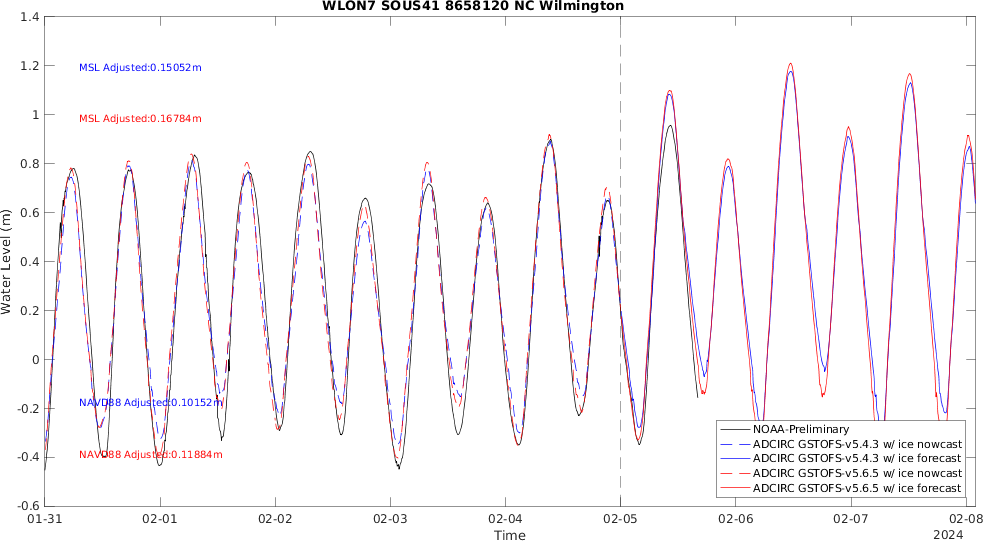 WLON7 SOUS41 8658120 NC Wilmington
1.4
1.2
1
0.8
0.6
0.4
0.2
0
-0.2
-0.4
-0.6
Water Level (m)
MSL Adjusted:0.15052m
MSL Adjusted:0.16784m
NAVD88 Adjusted:0.10152m
NAVD88 Adjusted:0.11884m
NOAA-Preliminary
ADCIRC GSTOFS-v5.4.3 w/ ice nowcast
ADCIRC GSTOFS-v5.4.3 w/ ice forecast
ADCIRC GSTOFS-v5.6.5 w/ ice nowcast
ADCIRC GSTOFS-v5.6.5 w/ ice forecast
01-31 02-01 02-02 02-03 02-04 02-05 02-06 02-07 02-08
Time
2024